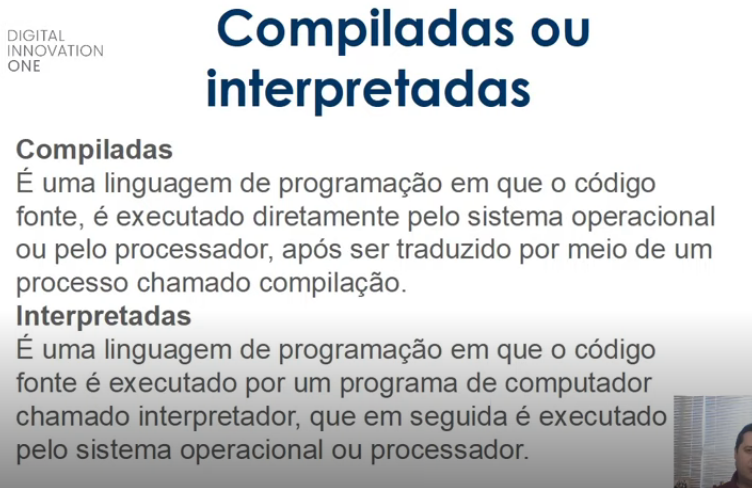 DIGITAL
INNOVATION
ONE
Compiladas ou
interpretadas
Compiladas
É uma linguagem de programação em que o código
fonte, é executado diretamente pelo sistema operacional
ou pelo processador, após ser traduzido por meio de um
processo chamado compilação.
Interpretadas
É uma linguagem de programação em que o código
fonte é executado por um programa de computador
chamado interpretador, que em seguida é executado
pelo sistema operacional ou processador.